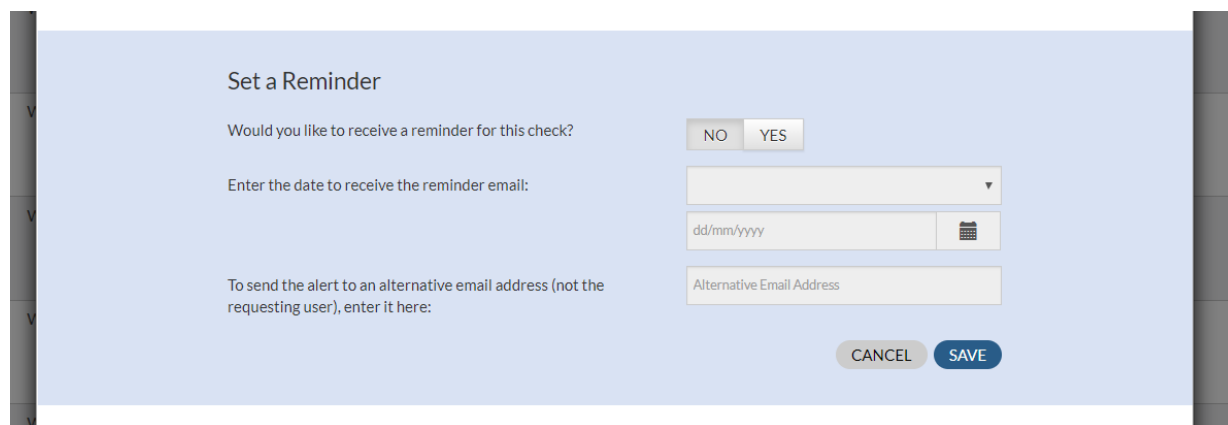 Set a Reminder
Would you like to receive a reminder for this check?
NO YES
Enter the date to receive the reminder email:
dd/mm/yyyy
To send the alert to an alternative email address (not the
requesting user), enter it here:
Alternative Email Address
CANCEL SAVE